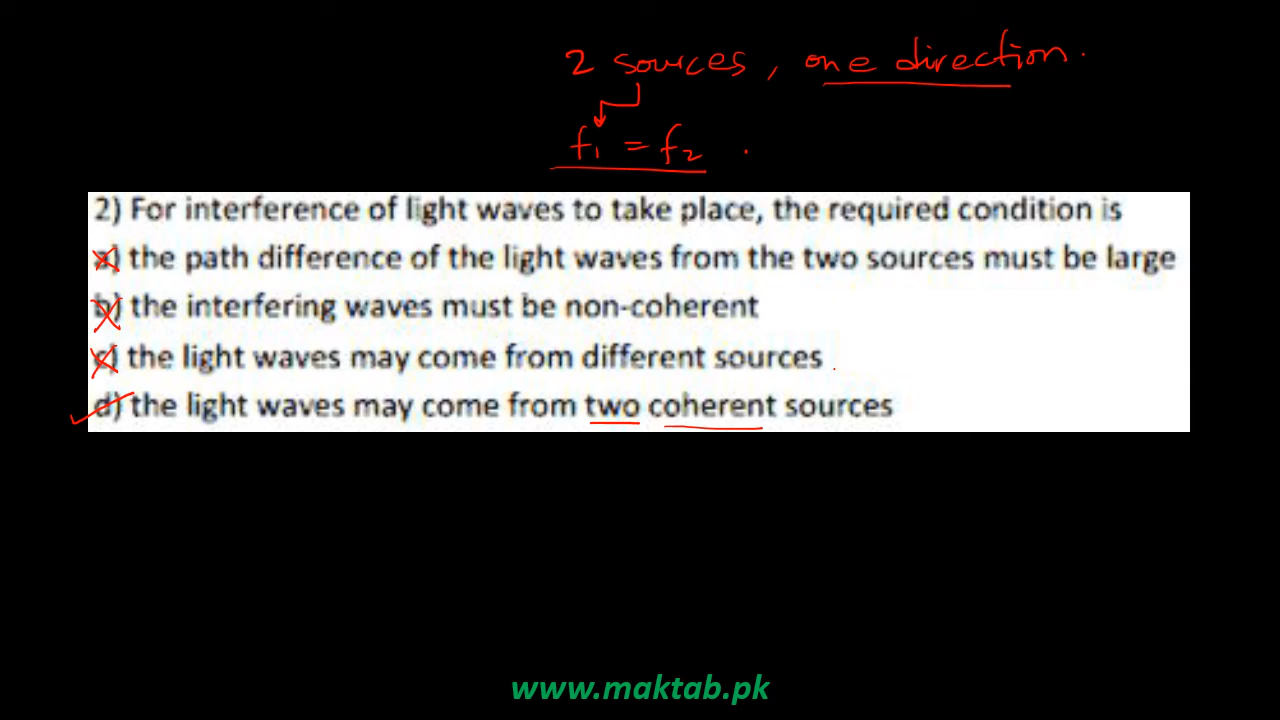 2 sources, one direction.
f1 = f2 .
2) For interference of light waves to take place, the required condition is
a) the path difference of the light waves from the two sources must be large
b) the interfering waves must be non-coherent
c) the light waves may come from different sources
d) the light waves may come from two coherent sources
www.maktab.pk